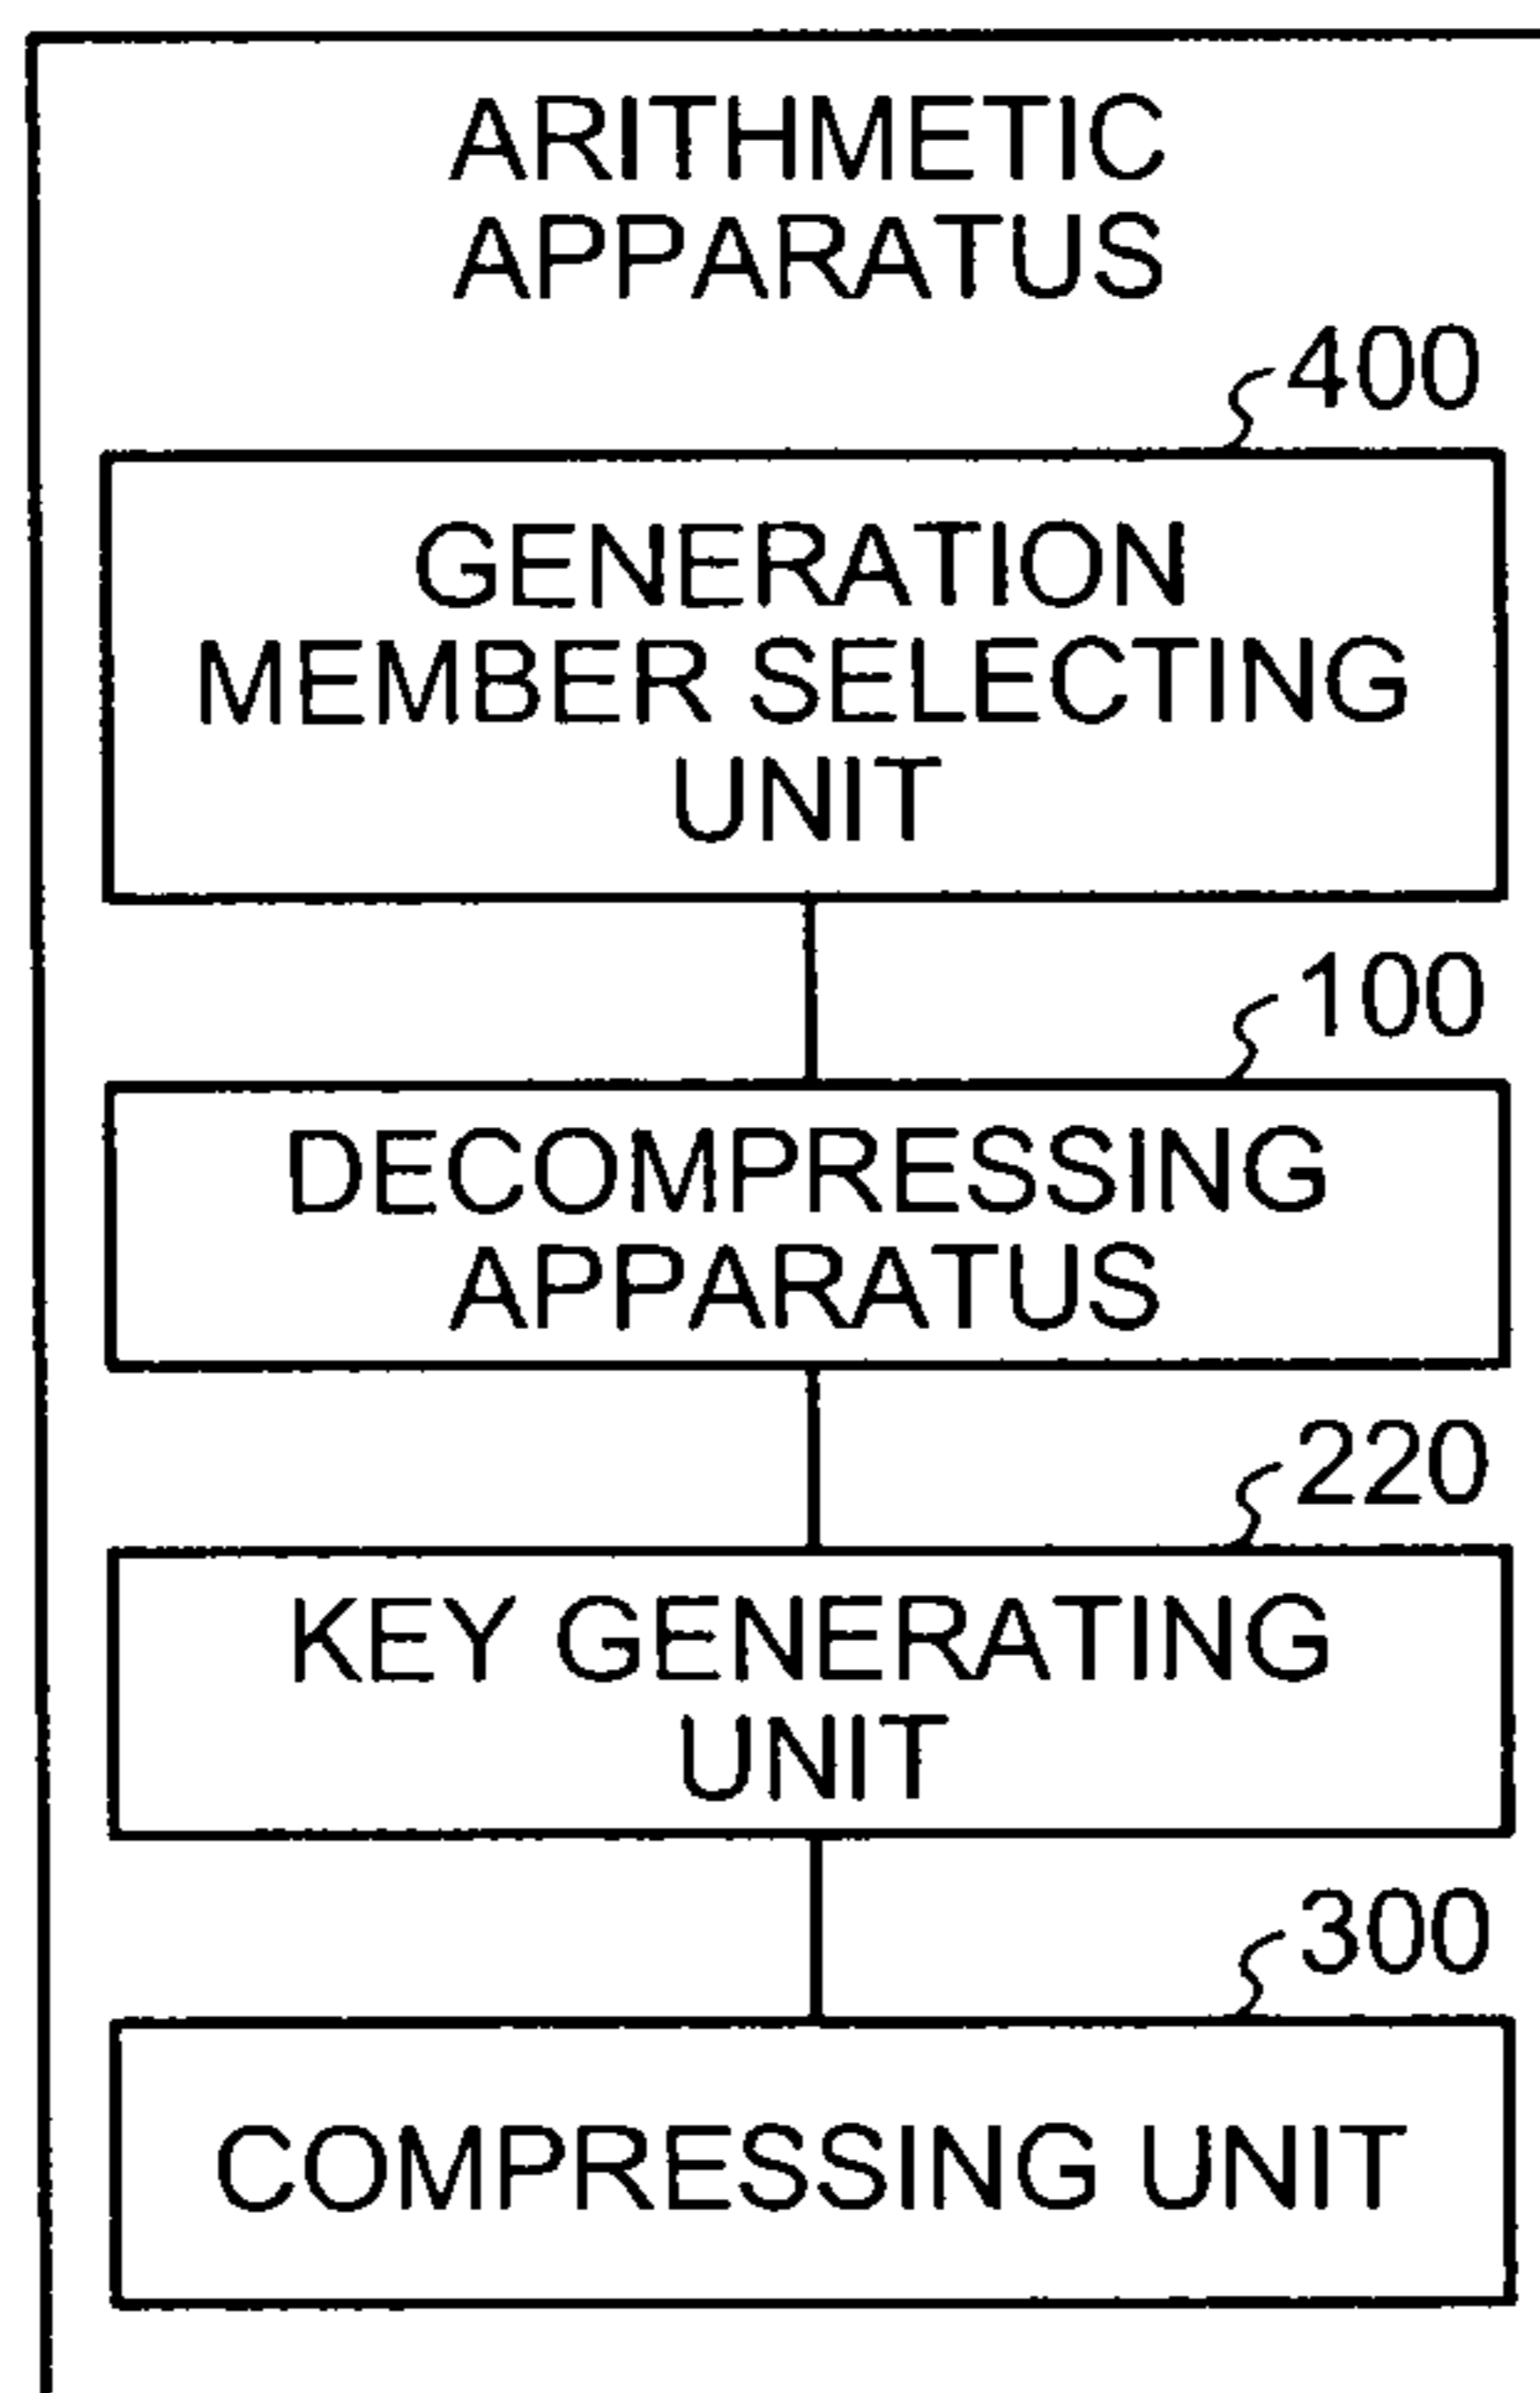 ARITHMETIC
APPARATUS
400
GENERATION
MEMBER SELECTING
UNIT
100
DECOMPRESSING
APPARATUS
220
KEY GENERATING
UNIT
300
COMPRESSING UNIT